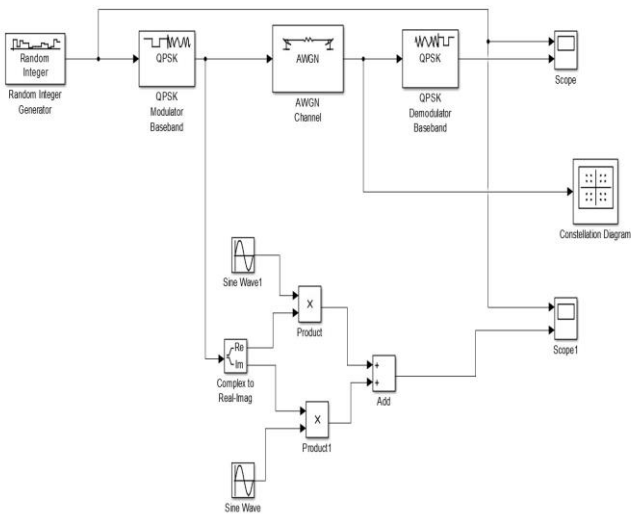 Random
Integer
Random Integer
Generator
QPSK
QPSK
Modulator
Baseband
AWGN
AWGN
Channel
QPSK
QPSK
Demodulator
Baseband
Scope
Constellation Diagram
Sine Wave1
X
Product
Re
Im
Complex to
Real-Imag
X
Product1
+
+
Add
Scope1
Sine Wave